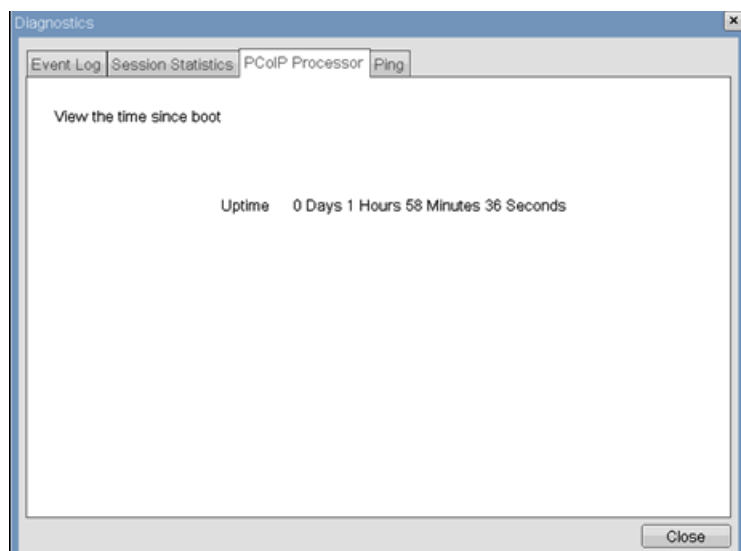 Diagnostics
Event Log Session Statistics PCoIP Processor Ping
View the time since boot
Uptime 0 Days 1 Hours 58 Minutes 36 Seconds
Close